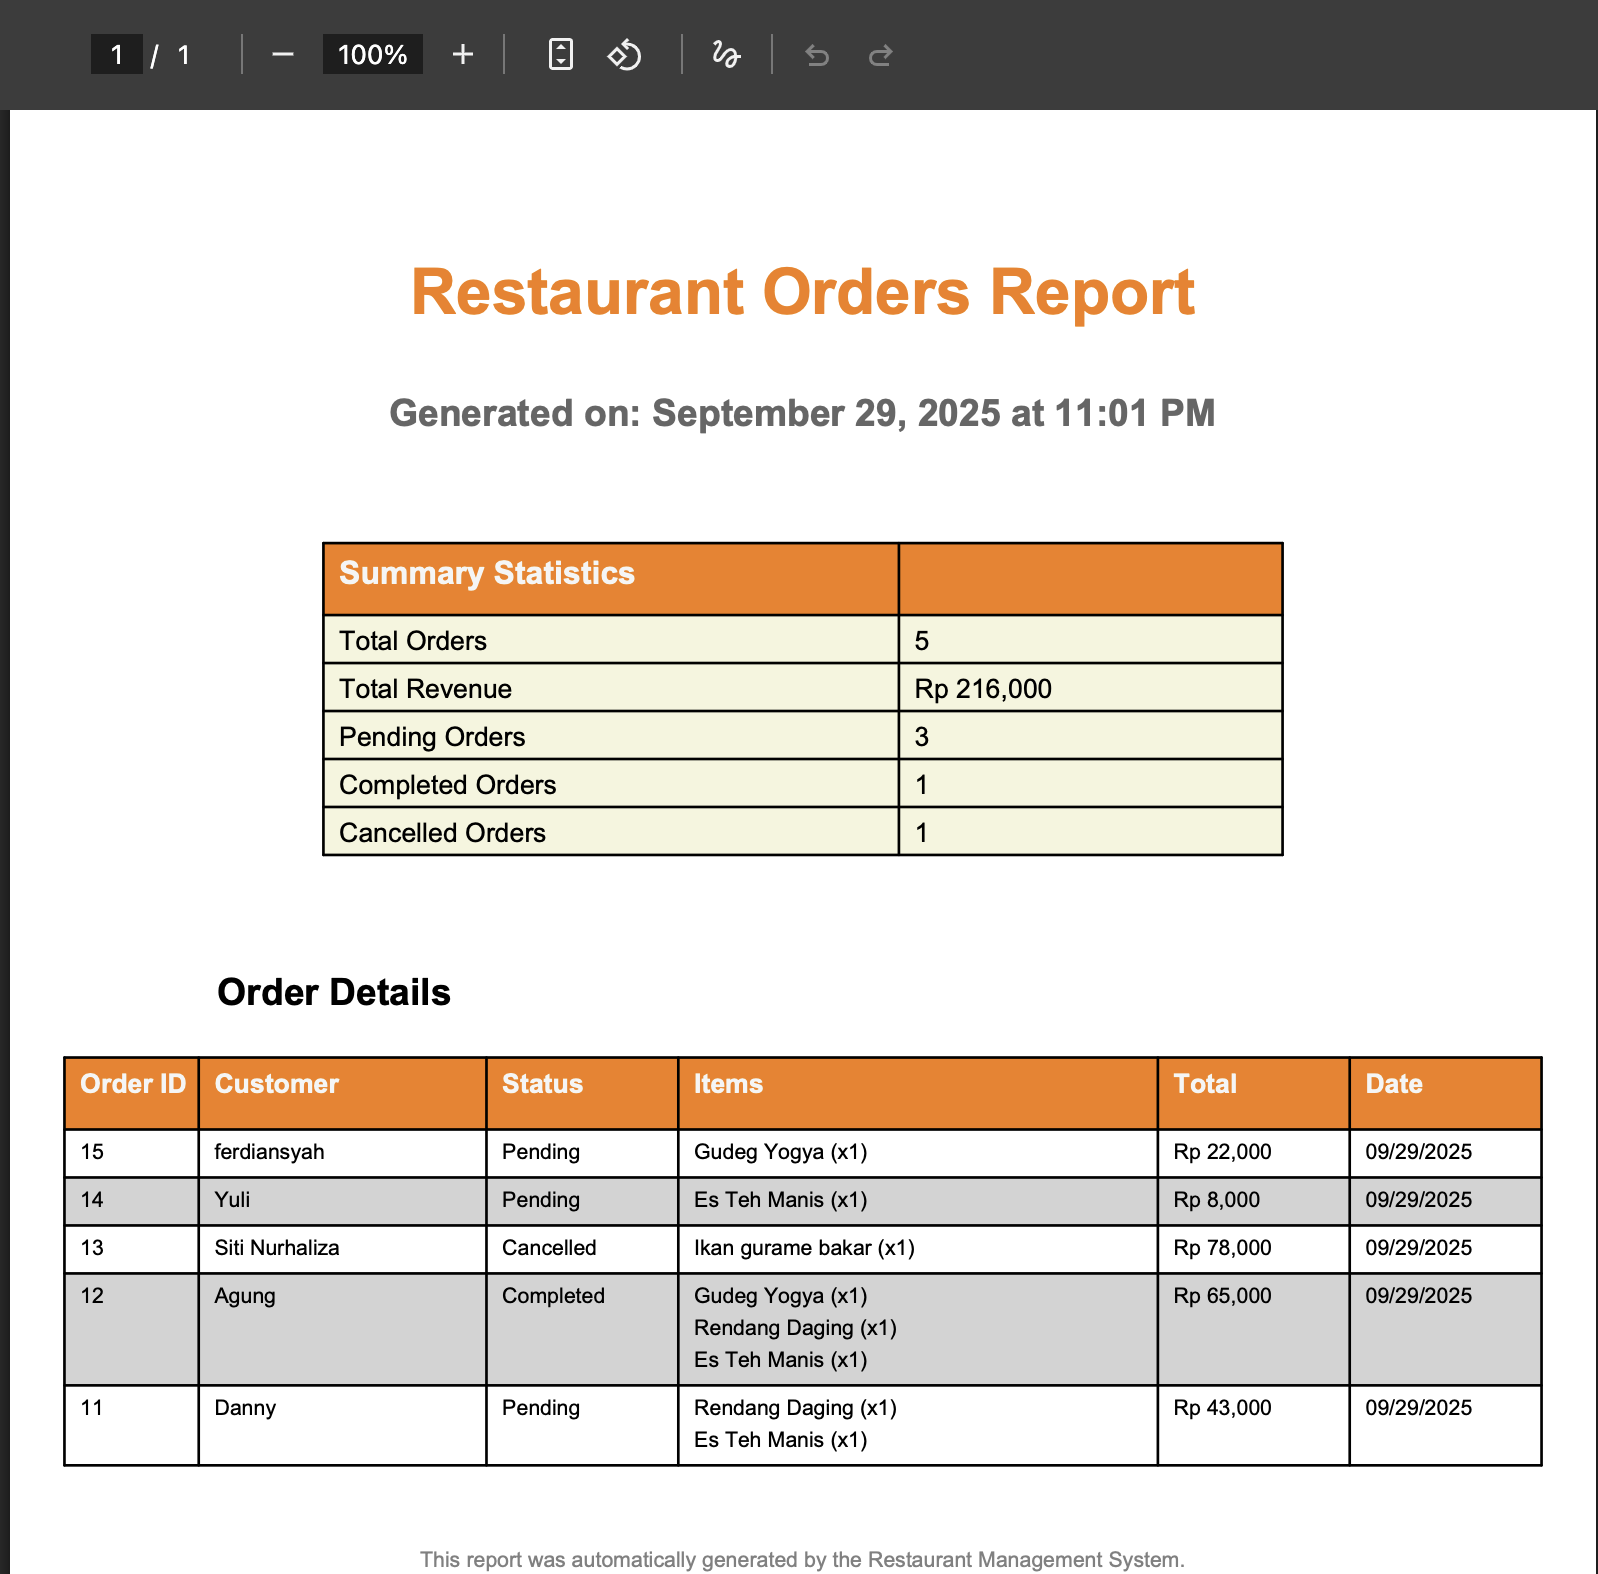 1 / 1 100%
Restaurant Orders Report
Generated on: September 29, 2025 at 11:01 PM
Summary Statistics
Total Orders 5
Total Revenue Rp 216,000
Pending Orders 3
Completed Orders 1
Cancelled Orders 1
Order Details
Order ID Customer Status Items Total Date
15 ferdiansyah Pending Gudeg Yogya (x1) Rp 22,000 09/29/2025
14 Yuli Pending Es Teh Manis (x1) Rp 8,000 09/29/2025
13 Siti Nurhaliza Cancelled Ikan gurame bakar (x1) Rp 78,000 09/29/2025
12 Agung Completed Gudeg Yogya (x1) Rp 65,000 09/29/2025
Rendang Daging (x1)
Es Teh Manis (x1)
11 Danny Pending Rendang Daging (x1) Rp 43,000 09/29/2025
Es Teh Manis (x1)
This report was automatically generated by the Restaurant Management System.